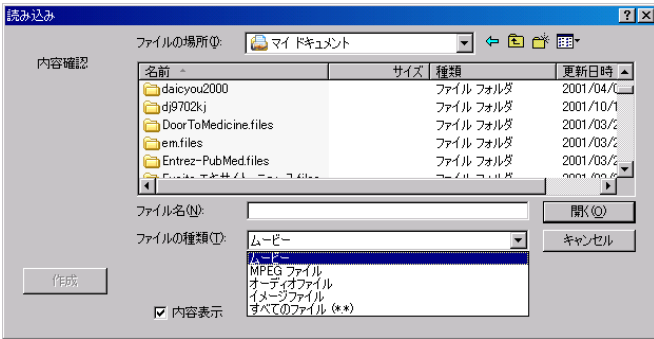 読み込み
ファイルの場所(I): マイ ドキュメント
内容確認
名前 サイズ 種類 更新日時
daicyou2000 ファイル フォルダ 2001/04/
dj9702kj ファイル フォルダ 2001/10/1
DoorToMedicine.files ファイル フォルダ 2001/03/2
em.files ファイル フォルダ 2001/03/2
Entrez-PubMed.files ファイル フォルダ 2001/03/2
ファイル名(N): 開く(O)
ファイルの種類(T): ムービー キャンセル
ムービー
MPEG ファイル
オーディオファイル
イメージファイル
すべてのファイル (*.*)
作成
内容表示